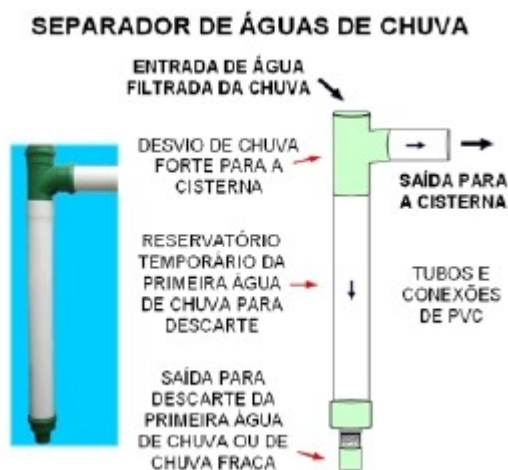 SEPARADOR DE ÁGUAS DE CHUVA
ENTRADA DE ÁGUA
FILTRADA DA CHUVA
DESVIO DE CHUVA
FORTE PARA A
CISTERNA
SAÍDA PARA
A CISTERNA
RESERVATÓRIO
TEMPORÁRIO DA
PRIMEIRA ÁGUA
DE CHUVA PARA
DESCARTE
TUBOS E
CONEXÕES
DE PVC
SAÍDA PARA
DESCARTE DA
PRIMEIRA ÁGUA
DE CHUVA OU DE
CHUVA FRACA